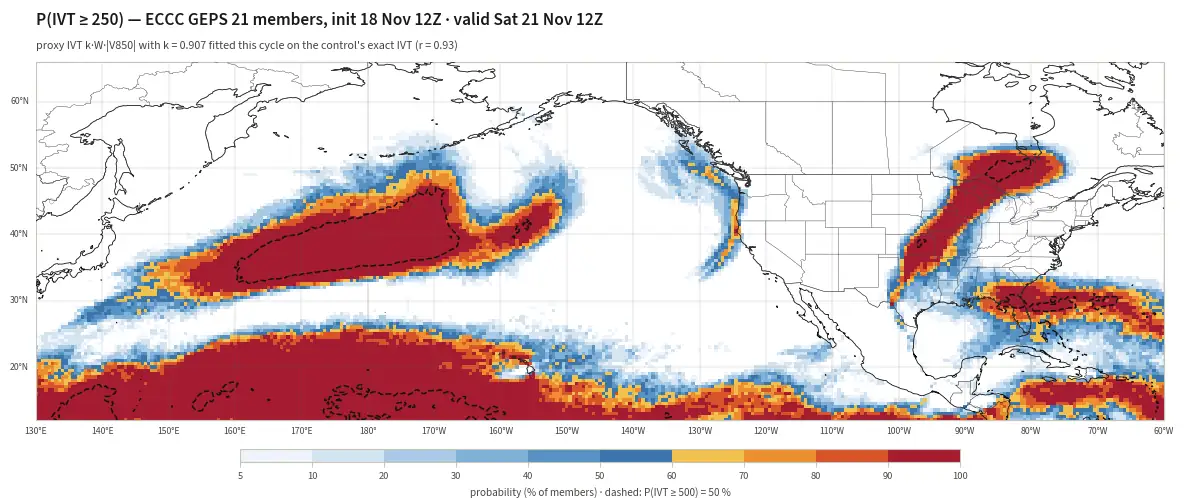 P(IVT ≥ 250) — ECCC GEPS 21 members, init 18 Nov 12Z · valid Sat 21 Nov 12Z
proxy IVT k·W·|V850| with k = 0.907 fitted this cycle on the control's exact IVT (r = 0.93)
60°N
50°N
40°N
30°N
20°N
130°E 140°E 150°E 160°E 170°E 180° 170°W 160°W 150°W 140°W 130°W 120°W 110°W 100°W 90°W 80°W 70°W 60°W
5 10 20 30 40 50 60 70 80 90 100
probability (% of members) · dashed: P(IVT ≥ 500) = 50 %